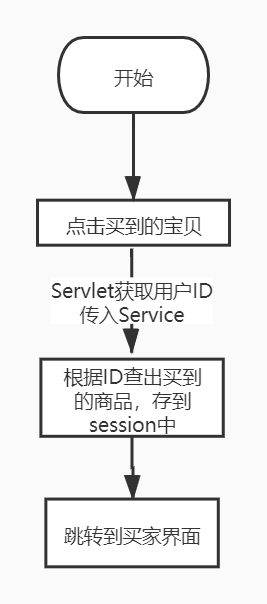 开始
点击买到的宝贝
Servlet获取用户ID
传入Service
根据ID查出买到
的商品，存到
session中
跳转到买家界面